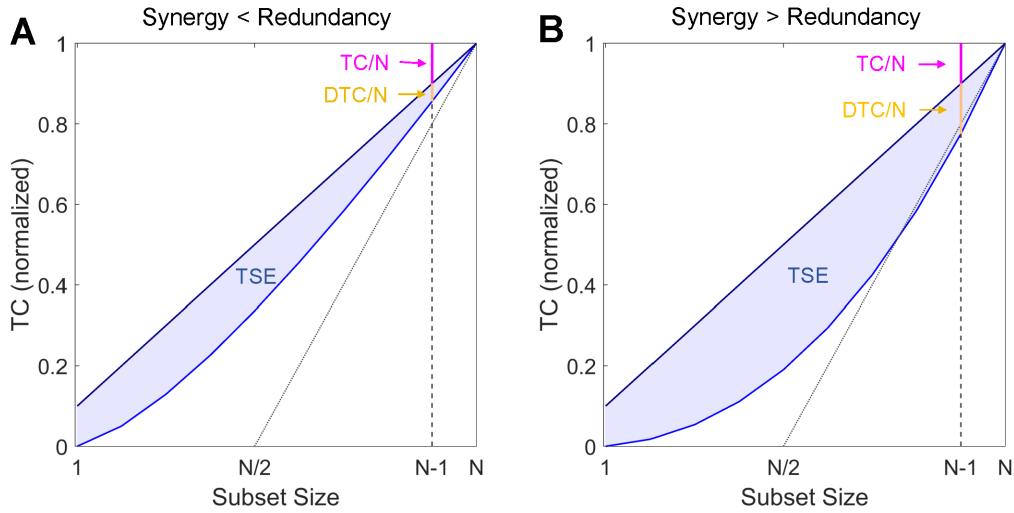 A
Synergy < Redundancy
TC (normalized)
1
0.8
0.6
0.4
0.2
0
TC/N
DTC/N
TSE
1
N/2
N-1
N
Subset Size
B
Synergy > Redundancy
TC (normalized)
1
0.8
0.6
0.4
0.2
0
TC/N
DTC/N
TSE
1
N/2
N-1
N
Subset Size